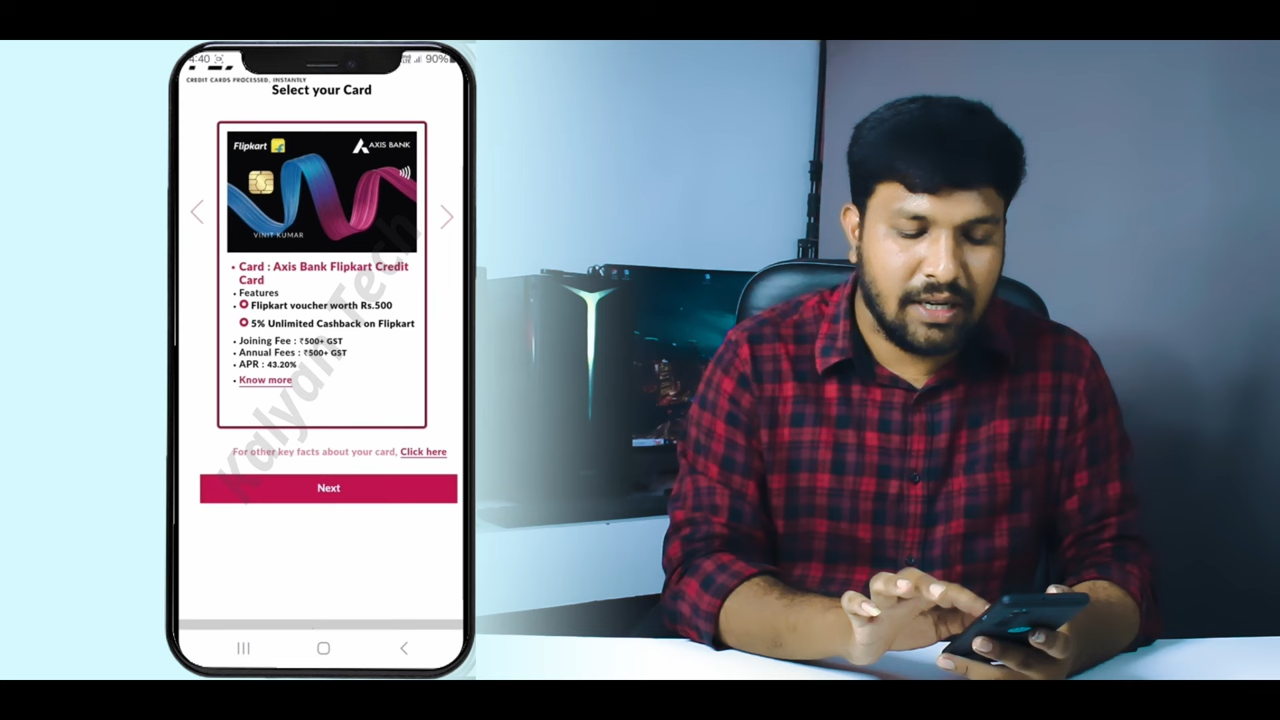 4:40
90%
CREDIT CARDS PROCESSED, INSTANTLY
Select your Card
Flipkart
AXIS BANK
VINIT KUMAR
• Card : Axis Bank Flipkart Credit
Card
• Features
• Flipkart voucher worth Rs.500
5% Unlimited Cashback on Flipkart
• Joining Fee : ₹500+ GST
• Annual Fees : ₹500+ GST
• APR : 43.20%
• Know more
Kalyan Tech
For other key facts about your card, Click here
Next